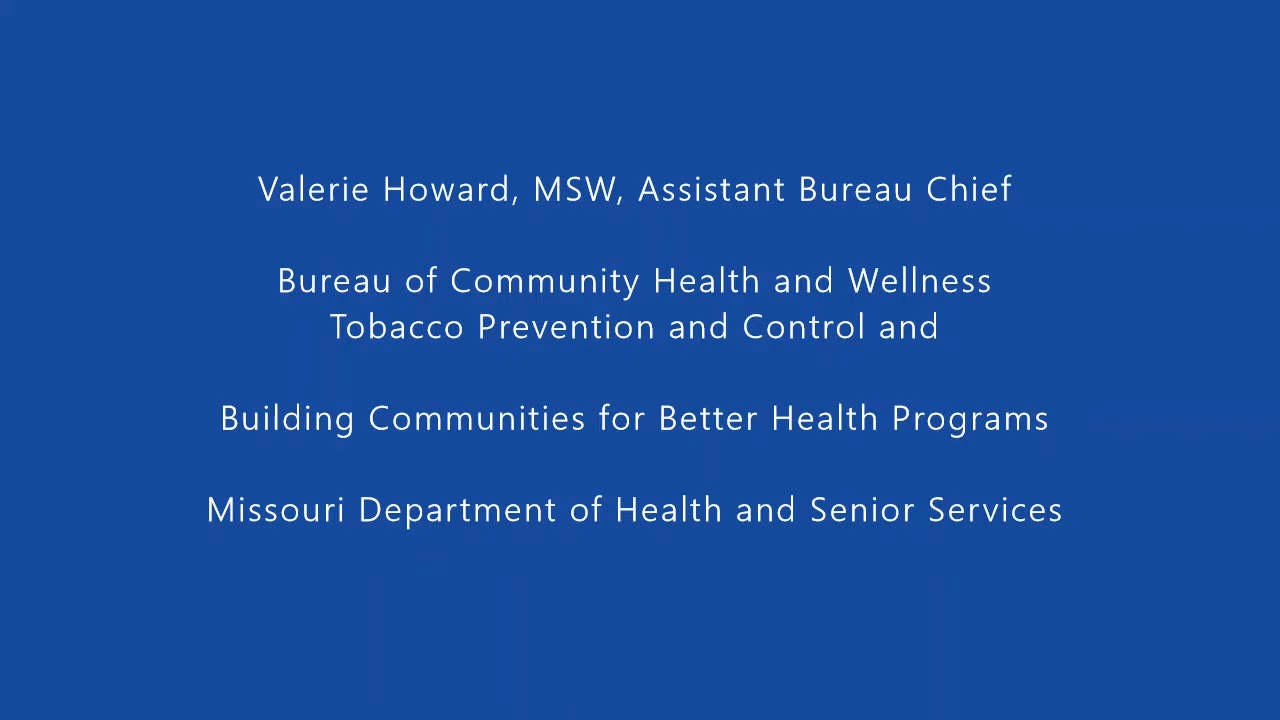 Valerie Howard, MSW, Assistant Bureau Chief
Bureau of Community Health and Wellness
Tobacco Prevention and Control and
Building Communities for Better Health Programs
Missouri Department of Health and Senior Services